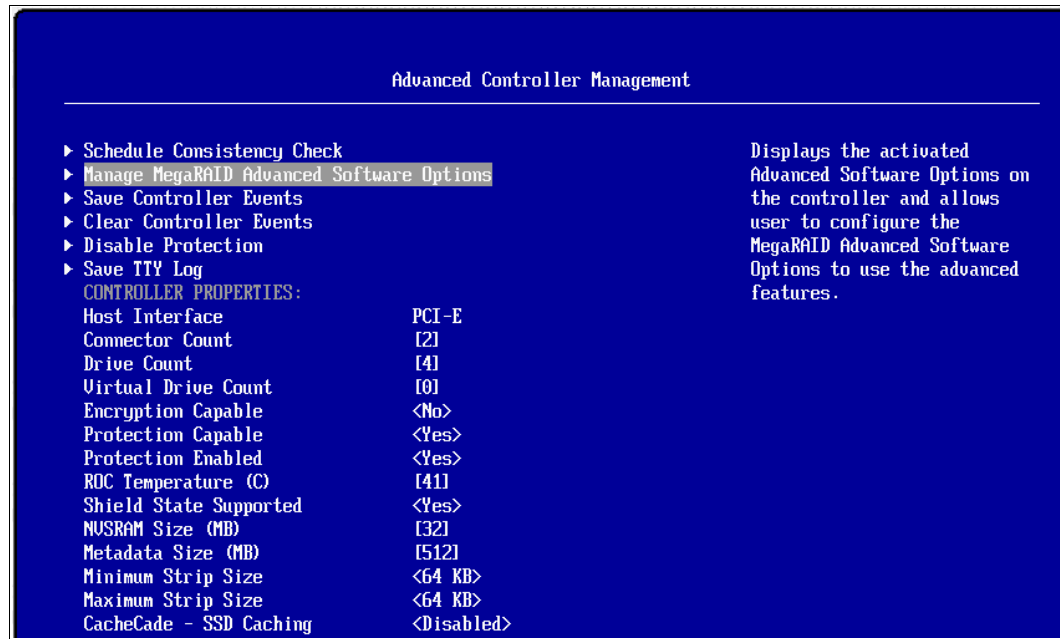 Advanced Controller Management
Schedule Consistency Check
Manage MegaRAID Advanced Software Options
Save Controller Events
Clear Controller Events
Disable Protection
Save TTY Log
CONTROLLER PROPERTIES:
Host Interface PCI-E
Connector Count [2]
Drive Count [4]
Virtual Drive Count [0]
Encryption Capable <No>
Protection Capable <Yes>
Protection Enabled <Yes>
ROC Temperature (C) [41]
Shield State Supported <Yes>
NVSRAM Size (MB) [32]
Metadata Size (MB) [512]
Minimum Strip Size <64 KB>
Maximum Strip Size <64 KB>
CacheCade - SSD Caching <Disabled>
Displays the activated
Advanced Software Options on
the controller and allows
user to configure the
MegaRAID Advanced Software
Options to use the advanced
features.